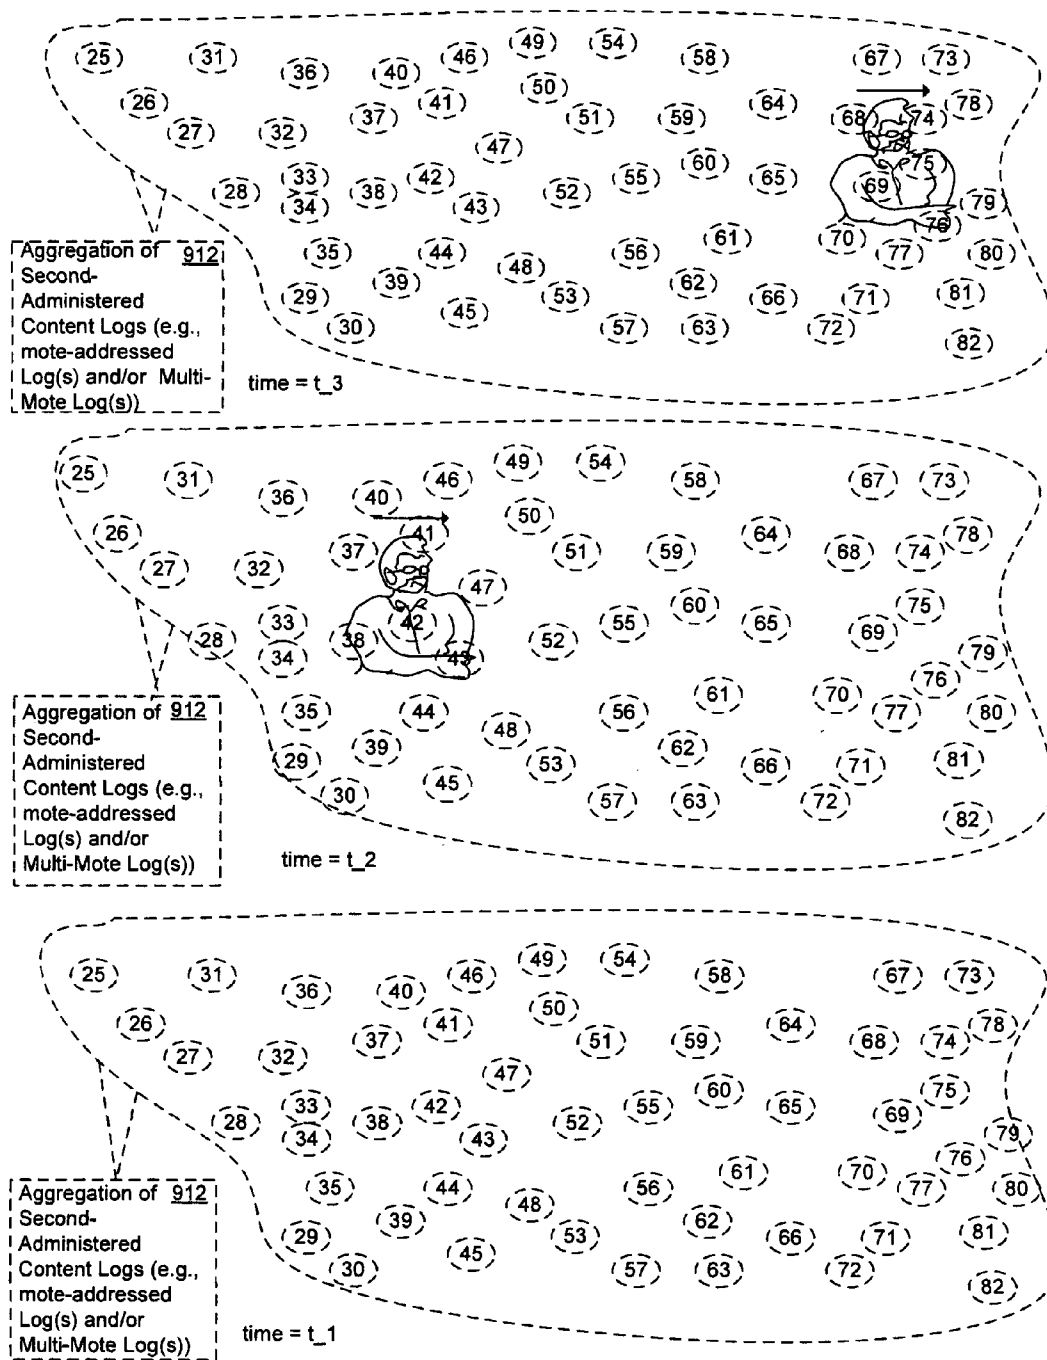 49 54
25 31 46 58 67 73
36 40
50
26 41 64 78
37 51 59 68 74
27 32
47
60 75
33 42 55 65
28 38 52 69
34 43 79
61 70 76
Aggregation of 912
35 44 56 77 80
Second-
48
Administered
39 62 81
Content Logs (e.g.,
29 53 66 71
45
30 57 63 72
mote-addressed
82
Log(s) and/or Multi-
Mote Log(s))
time = t_3
49 54
25 31 46 58 67 73
36 40
50
26 41 64 78
37 51 59 68 74
27 32
47
60 75
33 42 55 65
28 38 52 69
34 43 79
76
61 70
Aggregation of 912
35 44 56 77 80
Second-
48
39 62
Administered
29 53 66 71 81
Content Logs (e.g.,
45
30 57 63 72
mote-addressed
82
Log(s) and/or
Multi-Mote Log(s))
time = t_2
49 54
25 31 46 58 67 73
36 40
50
26 41 64 78
37 51 59 68 74
27 32
47
60 75
33 42 55 65
28 38 52 69
34 43 79
76
61 70
Aggregation of 912
35 44 56 77 80
48
Second-
39 62
29 53 66 71 81
Administered
45
Content Logs (e.g.,
30 57 63 72
82
mote-addressed
Log(s) and/or
Multi-Mote Log(s))
time = t_1